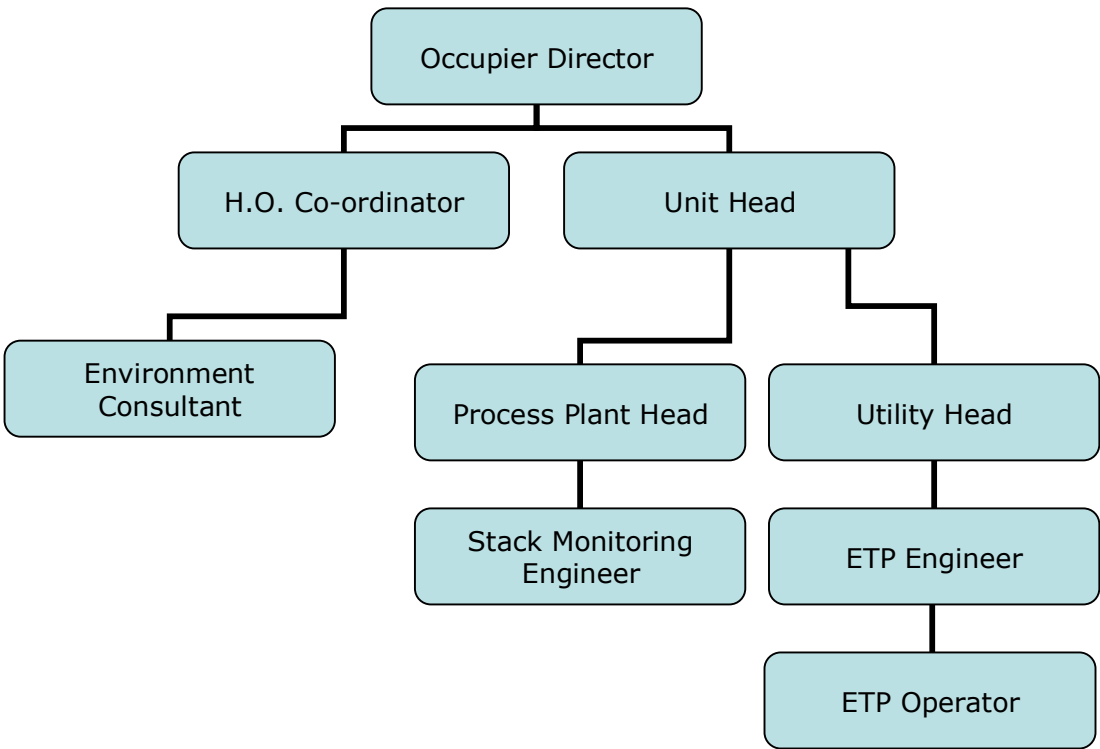 Occupier Director
H.O. Co-ordinator
Unit Head
Environment
Consultant
Process Plant Head
Utility Head
Stack Monitoring
Engineer
ETP Engineer
ETP Operator